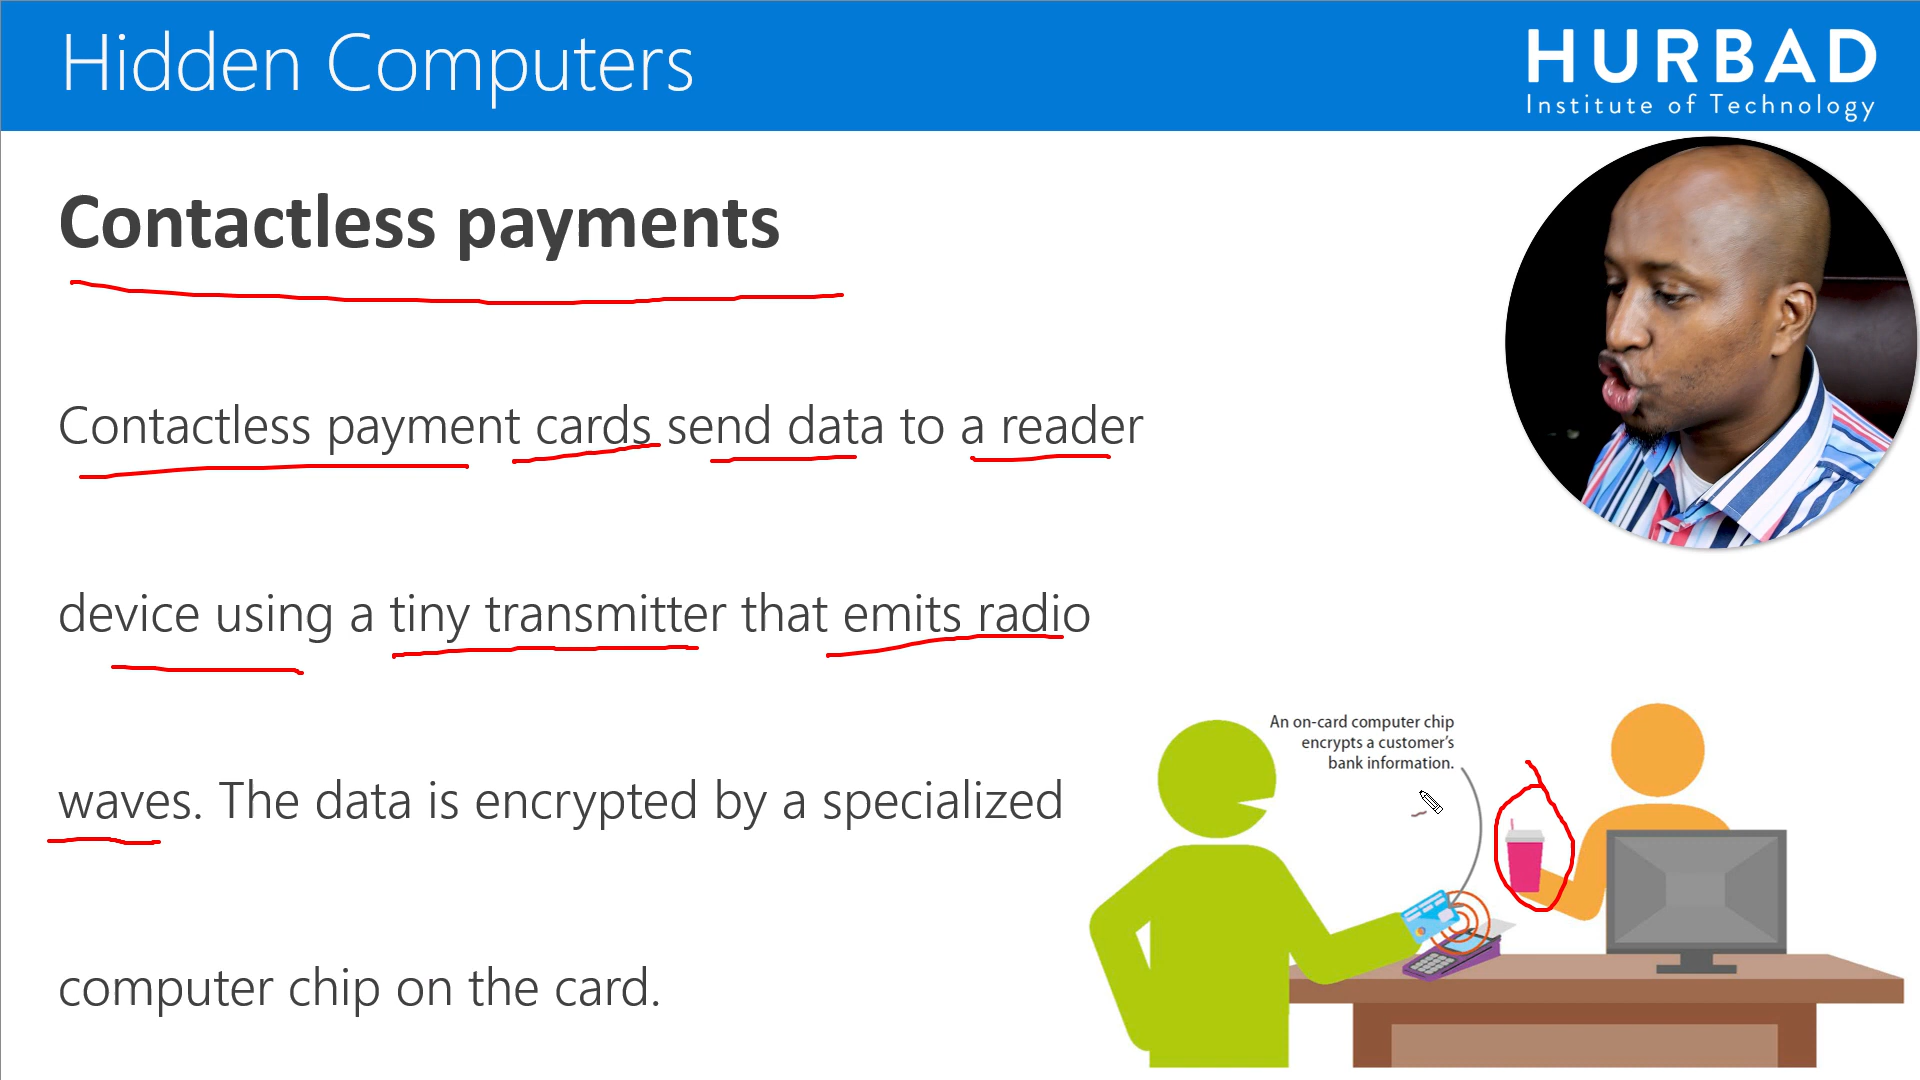 Hidden Computers
HURBAD
Institute of Technology
Contactless payments
Contactless payment cards send data to a reader
device using a tiny transmitter that emits radio
waves. The data is encrypted by a specialized
computer chip on the card.
An on-card computer chip
encrypts a customer's
bank information.